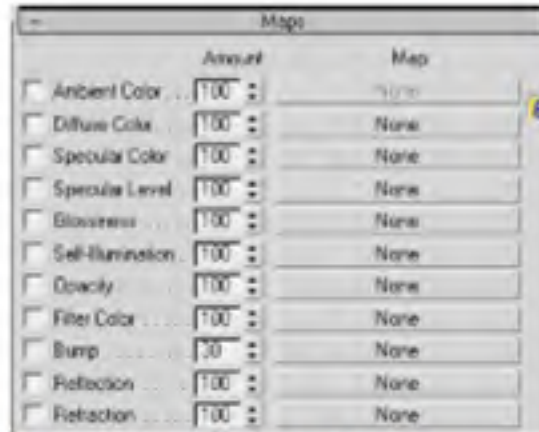 - Maps
Amount Map
Ambient Color . . . 100 None
Diffuse Color . . . . 100 None
Specular Color 100 None
Specular Level . 100 None
Glossiness . . . . . 100 None
Self-Illumination . 100 None
Opacity . . . . . . . 100 None
Filter Color . . . . . 100 None
Bump . . . . . . . 30 None
Reflection . . . . . 100 None
Refraction . . . . 100 None